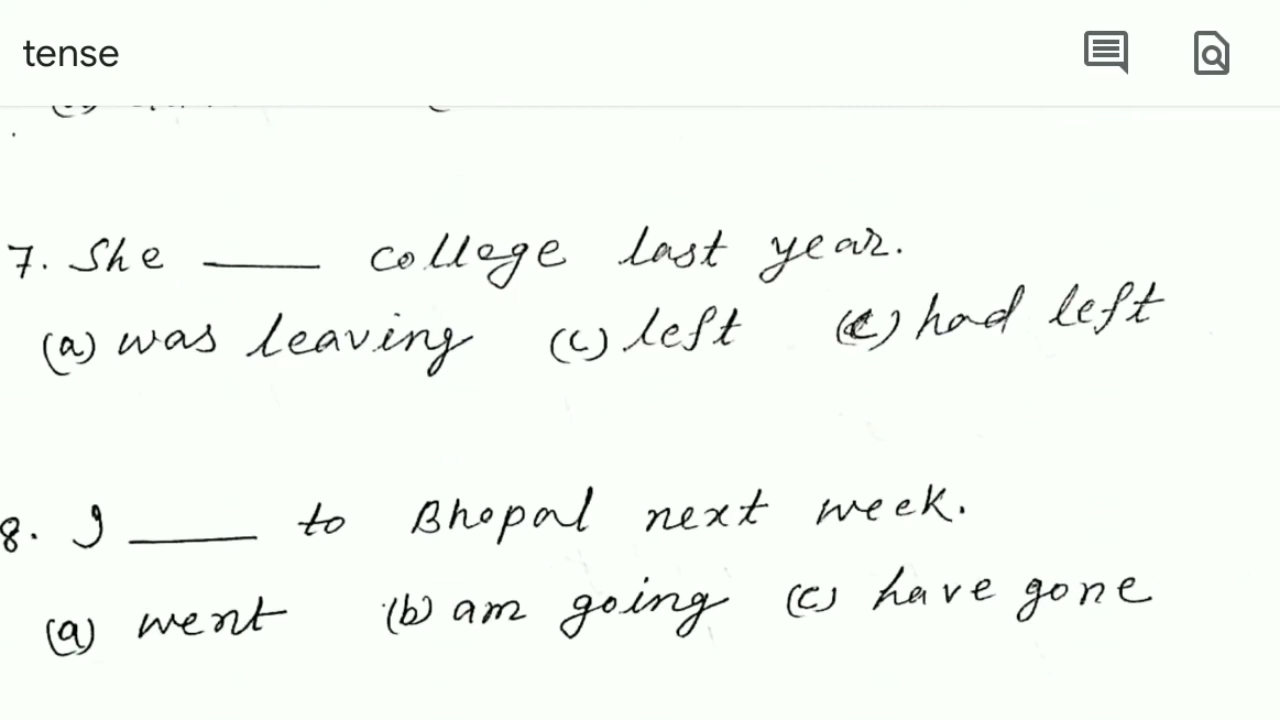 tense
7. She ____ college last year.
(a) was leaving (c) left (c) had left
8. I ____ to Bhopal next week.
(a) went (b) am going (c) have gone